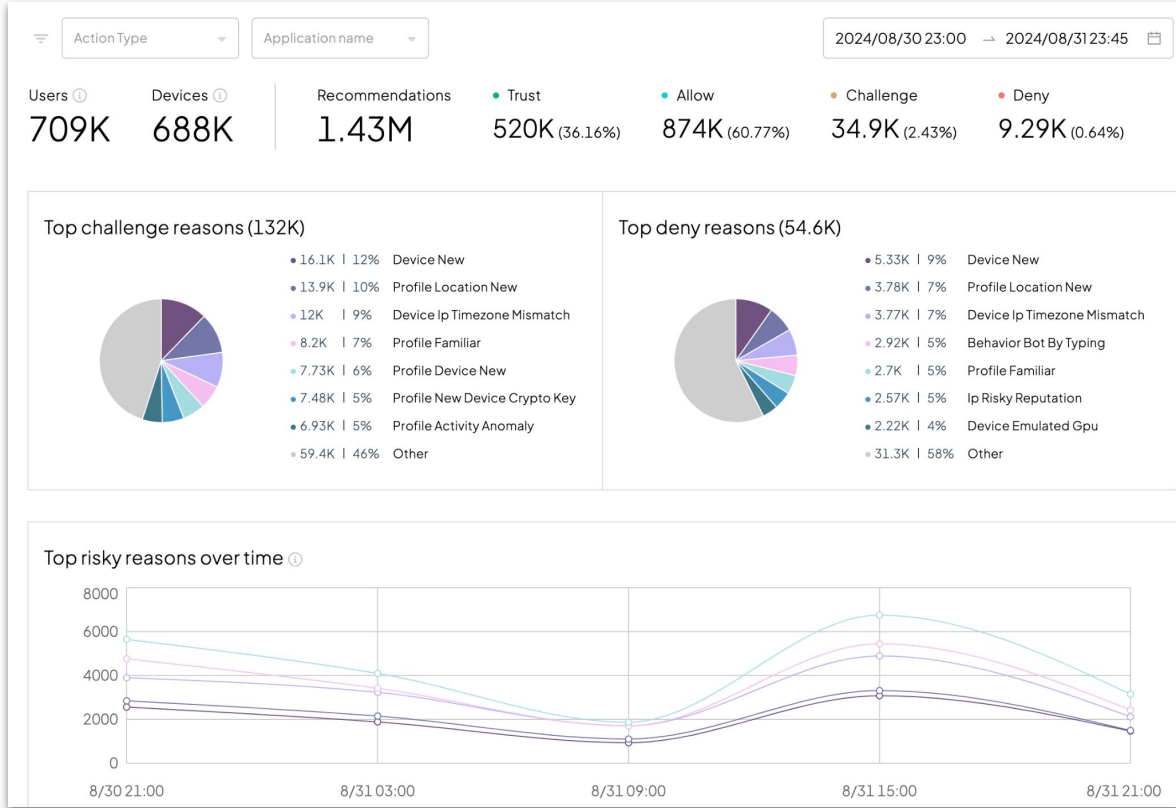 Action Type
Application name
2024/08/30 23:00 → 2024/08/31 23:45
Users
Devices
Recommendations
Trust
Allow
Challenge
Deny
709K
688K
1.43M
520K (36.16%)
874K (60.77%)
34.9K (2.43%)
9.29K (0.64%)
Top challenge reasons (132K)
16.1K | 12% Device New
13.9K | 10% Profile Location New
12K | 9% Device Ip Timezone Mismatch
8.2K | 7% Profile Familiar
7.73K | 6% Profile Device New
7.48K | 5% Profile New Device Crypto Key
6.93K | 5% Profile Activity Anomaly
59.4K | 46% Other
Top deny reasons (54.6K)
5.33K | 9% Device New
3.78K | 7% Profile Location New
3.77K | 7% Device Ip Timezone Mismatch
2.92K | 5% Behavior Bot By Typing
2.7K | 5% Profile Familiar
2.57K | 5% Ip Risky Reputation
2.22K | 4% Device Emulated Gpu
31.3K | 58% Other
Top risky reasons over time
8000
6000
4000
2000
0
8/30 21:00
8/31 03:00
8/31 09:00
8/31 15:00
8/31 21:00